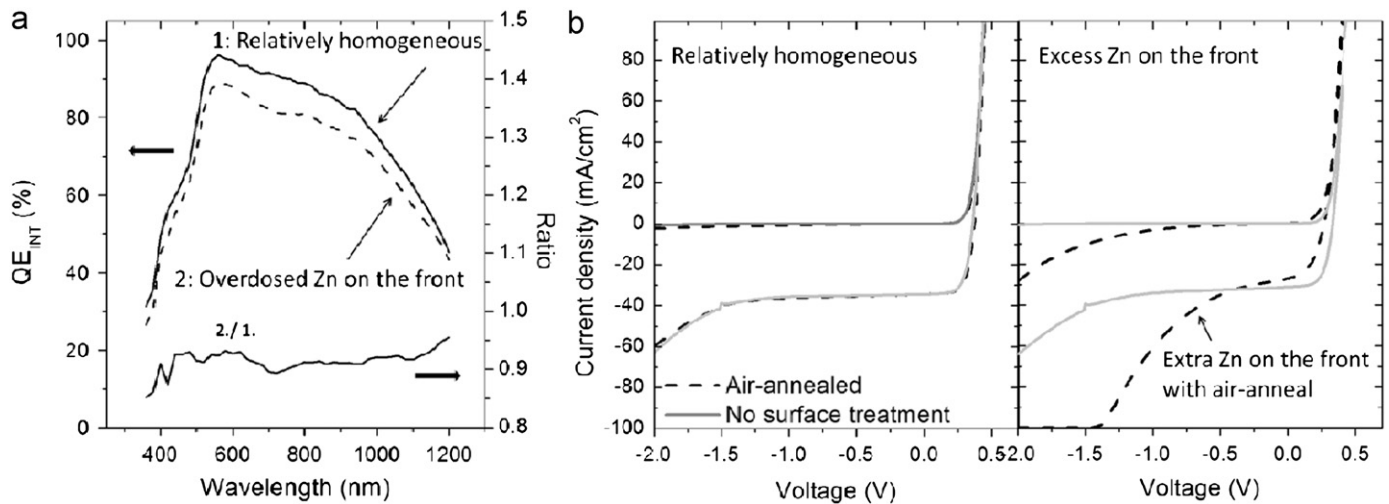 a
100
80
60
40
20
0
QE_INT (%)
1: Relatively homogeneous
2: Overdosed Zn on the front
2./ 1.
1.5
1.4
1.3
1.2
1.1
1.0
0.9
0.8
Ratio
400 600 800 1000 1200
Wavelength (nm)
b
80
60
40
20
0
-20
-40
-60
-80
-100
Current density (mA/cm²)
Relatively homogeneous
Air-annealed
No surface treatment
-2.0 -1.5 -1.0 -0.5 0.0 0.5
Voltage (V)
Excess Zn on the front
Extra Zn on the front
with air-anneal
-2.0 -1.5 -1.0 -0.5 0.0 0.5
Voltage (V)